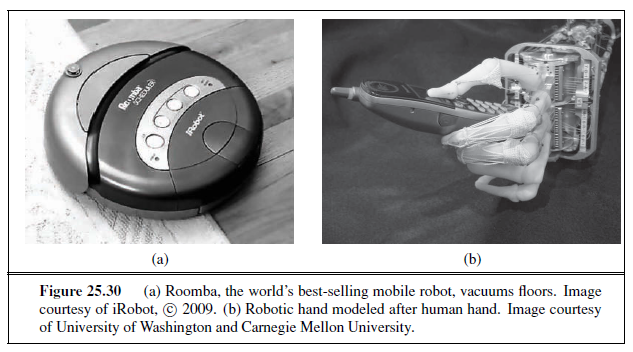 Roomba
SCHEDULER
iRobot
(a)
(b)
Figure 25.30 (a) Roomba, the world's best-selling mobile robot, vacuums floors. Image
courtesy of iRobot, © 2009. (b) Robotic hand modeled after human hand. Image courtesy
of University of Washington and Carnegie Mellon University.